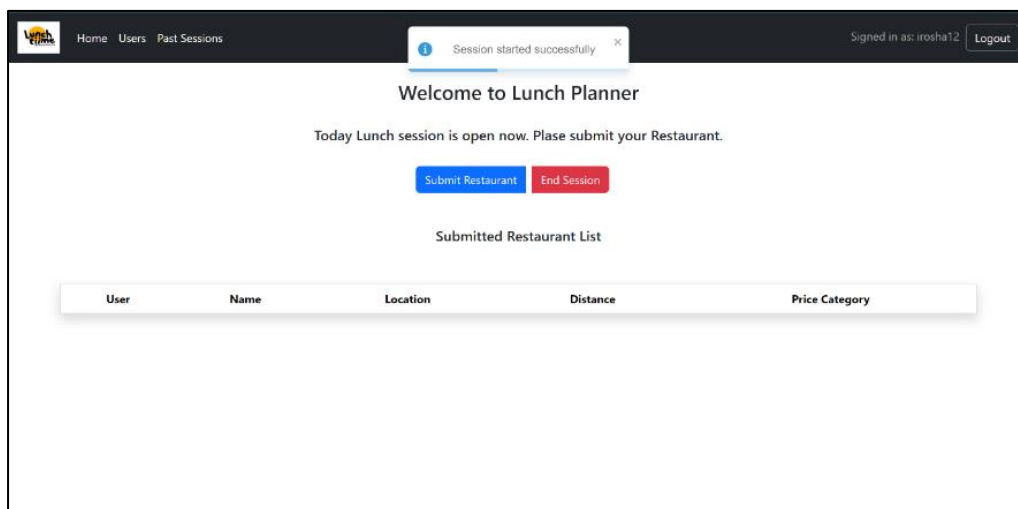 Lunch
time
Home Users Past Sessions
Session started successfully
Signed in as: irosha12
Logout
Welcome to Lunch Planner
Today Lunch session is open now. Plase submit your Restaurant.
Submit Restaurant End Session
Submitted Restaurant List
User Name Location Distance Price Category